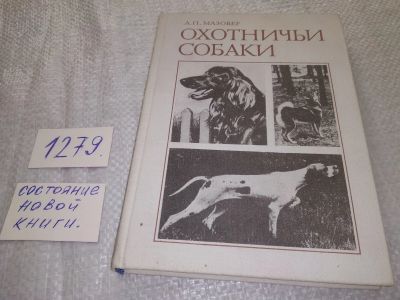 А.П. МАЗОВЕР
ОХОТНИЧЬИ
СОБАКИ
1279.
СОСТОЯНИЕ
НОВОЙ
КНИГИ.